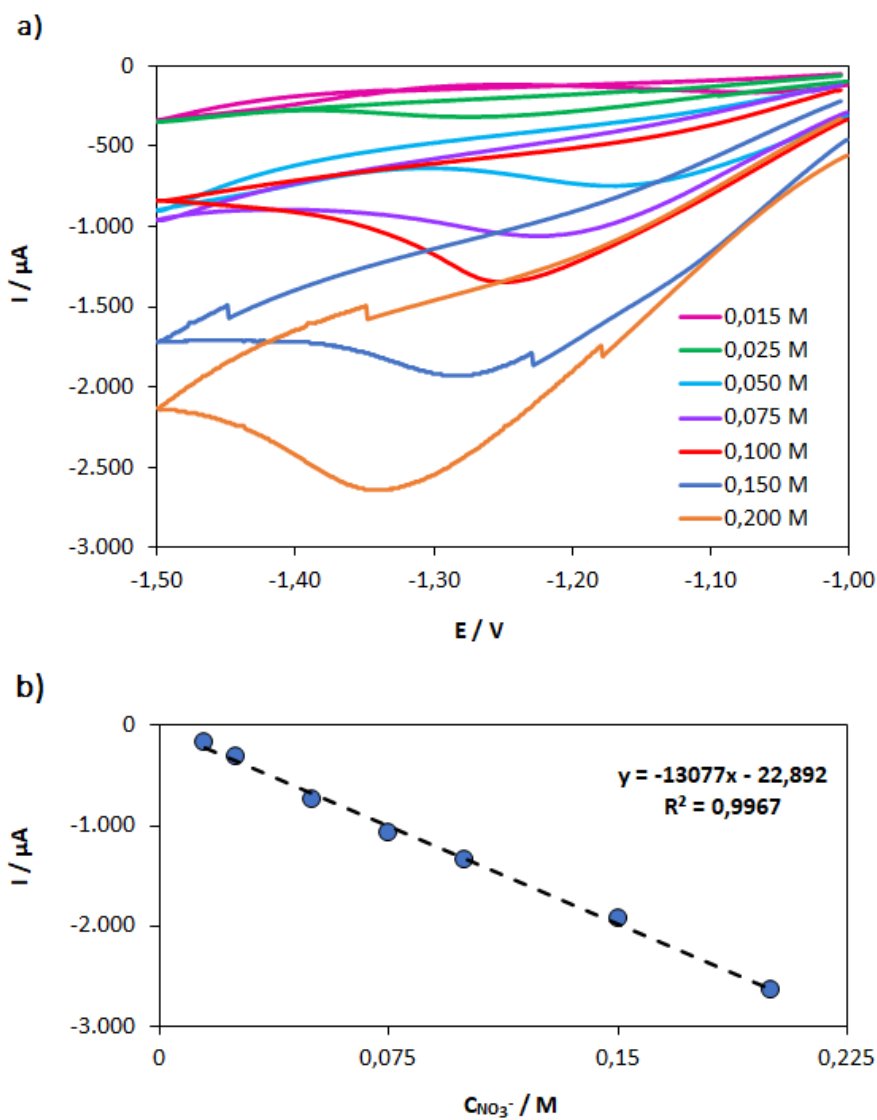 a)
0
-500
-1.000
-1.500
-2.000
-2.500
-3.000
I / µA
-1,50
-1,40
-1,30
-1,20
-1,10
-1,00
E / V
0,015 M
0,025 M
0,050 M
0,075 M
0,100 M
0,150 M
0,200 M
b)
0
-1.000
-2.000
-3.000
I / µA
y = -13077x - 22,892
R² = 0,9967
0
0,075
0,15
0,225
C_NO₃⁻ / M